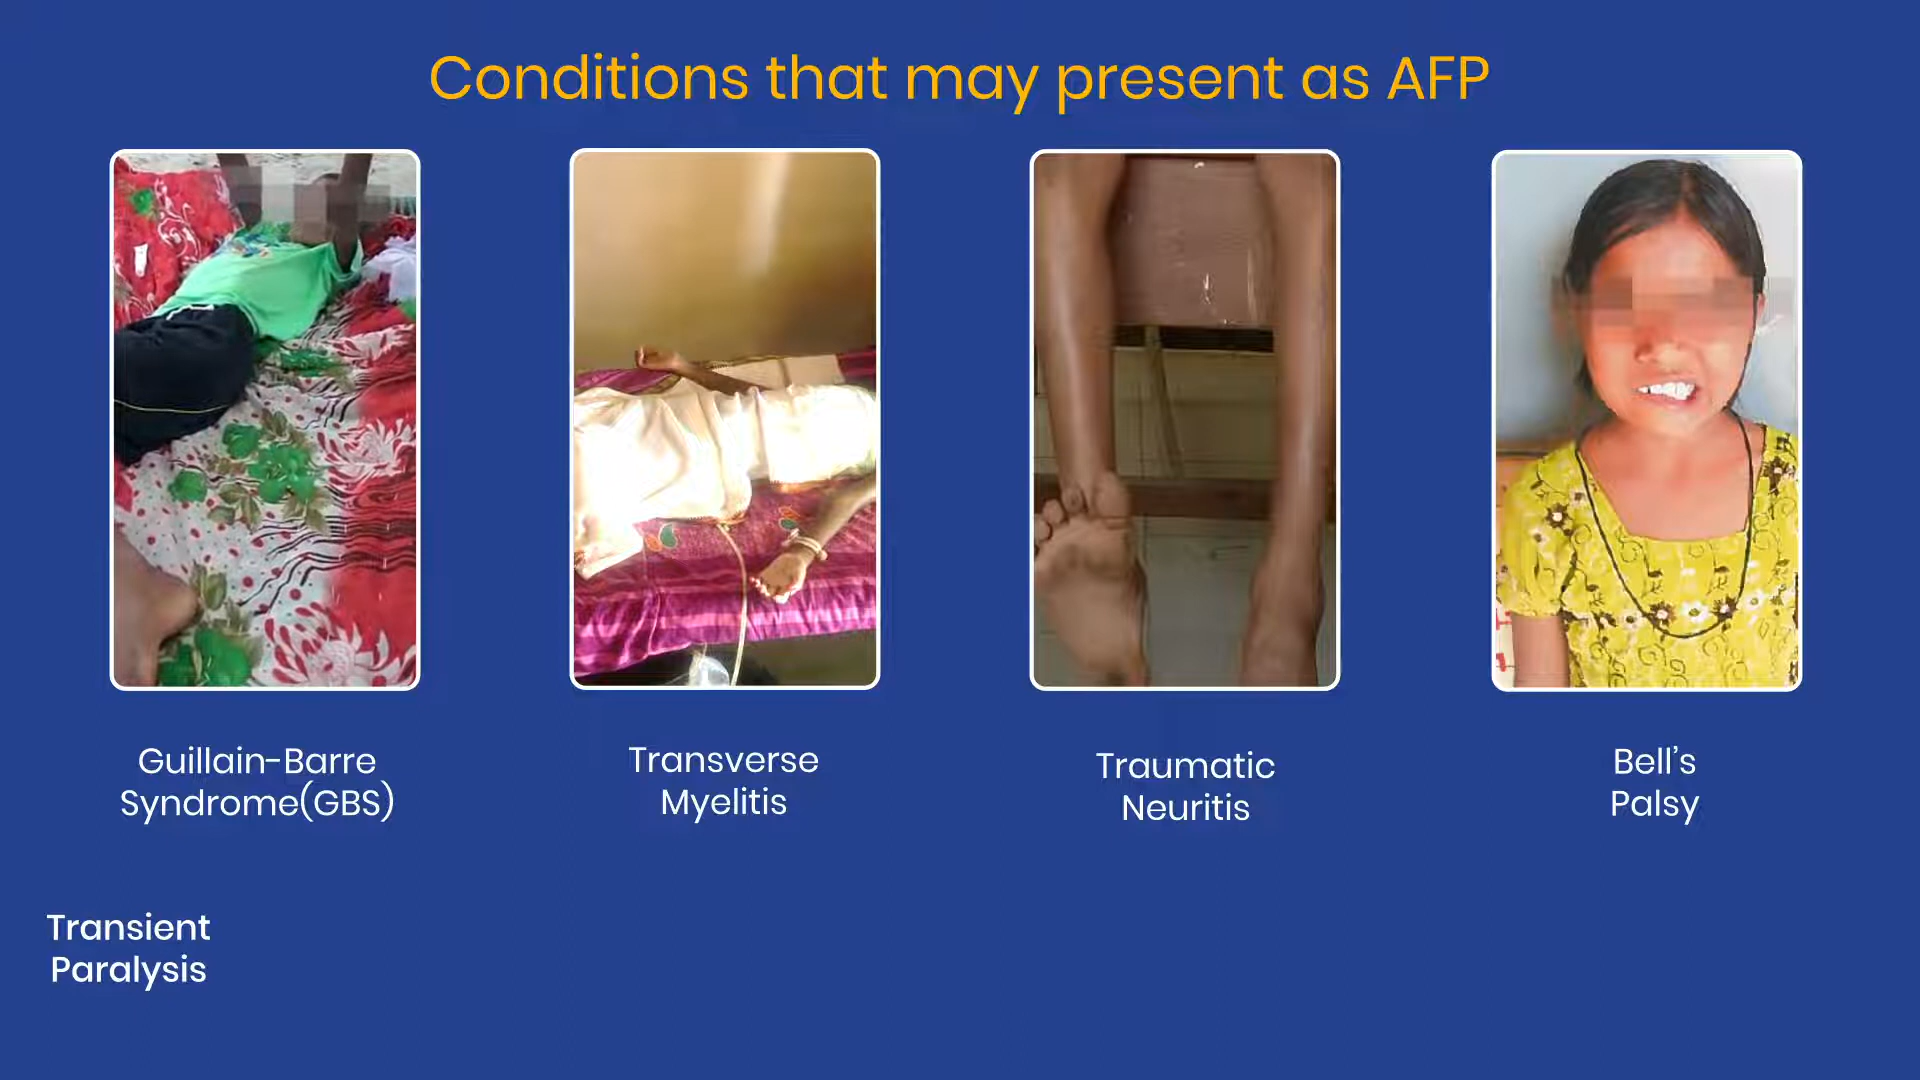 Conditions that may present as AFP
Guillain-Barre
Syndrome(GBS)
Transverse
Myelitis
Traumatic
Neuritis
Bell's
Palsy
Transient
Paralysis